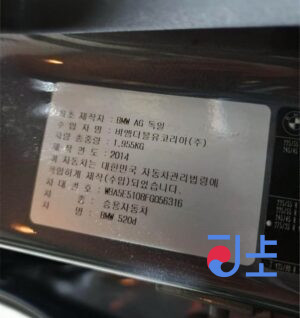 최초 제작자 : BMW AG 독일
수 입 자 명 : 비엠더블유코리아(주)
차량 총중량 : 1,955KG
제 작 연 도 : 2014
이 자동차는 대한민국 자동차관리법령에
적합하게 제작(수입)되었습니다.
차 대 번 호 : WBA5E5108FG056316
차 종 : 승용자동차
차 명 : BMW 520d